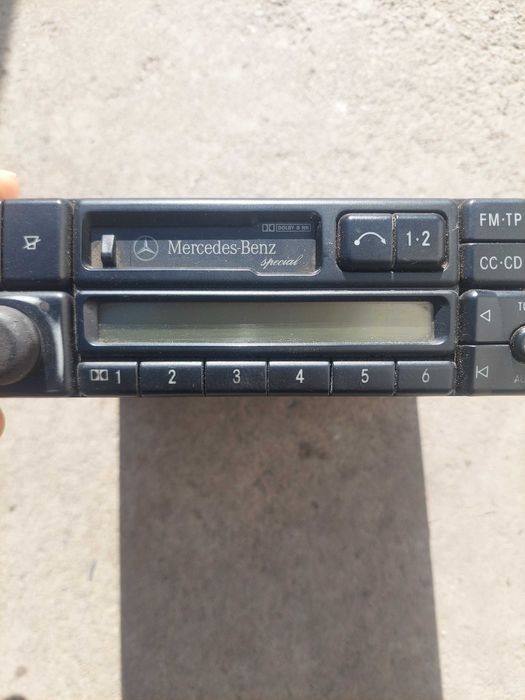 DOLBY B NR
Mercedes-Benz
special
1·2
FM·TP
CC·CD
1 2 3 4 5 6